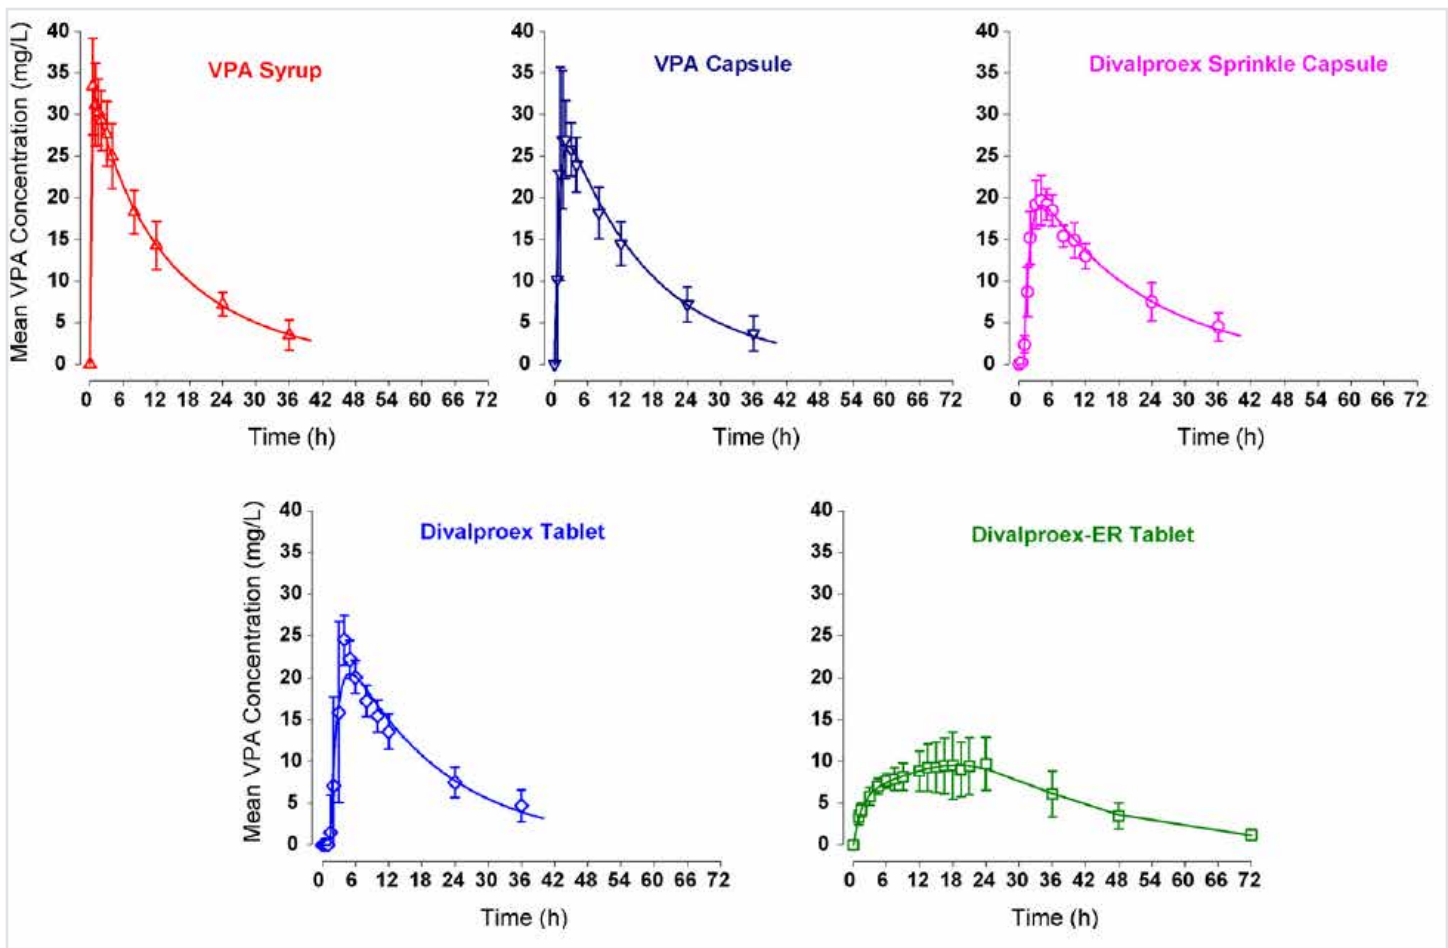 Mean VPA Concentration (mg/L)
40
35
30
25
20
15
10
5
0
VPA Syrup
0 6 12 18 24 30 36 42 48 54 60 66 72
Time (h)
40
35
30
25
20
15
10
5
0
VPA Capsule
0 6 12 18 24 30 36 42 48 54 60 66 72
Time (h)
40
35
30
25
20
15
10
5
0
Divalproex Sprinkle Capsule
0 6 12 18 24 30 36 42 48 54 60 66 72
Time (h)
Mean VPA Concentration (mg/L)
40
35
30
25
20
15
10
5
0
Divalproex Tablet
0 6 12 18 24 30 36 42 48 54 60 66 72
Time (h)
40
35
30
25
20
15
10
5
0
Divalproex-ER Tablet
0 6 12 18 24 30 36 42 48 54 60 66 72
Time (h)